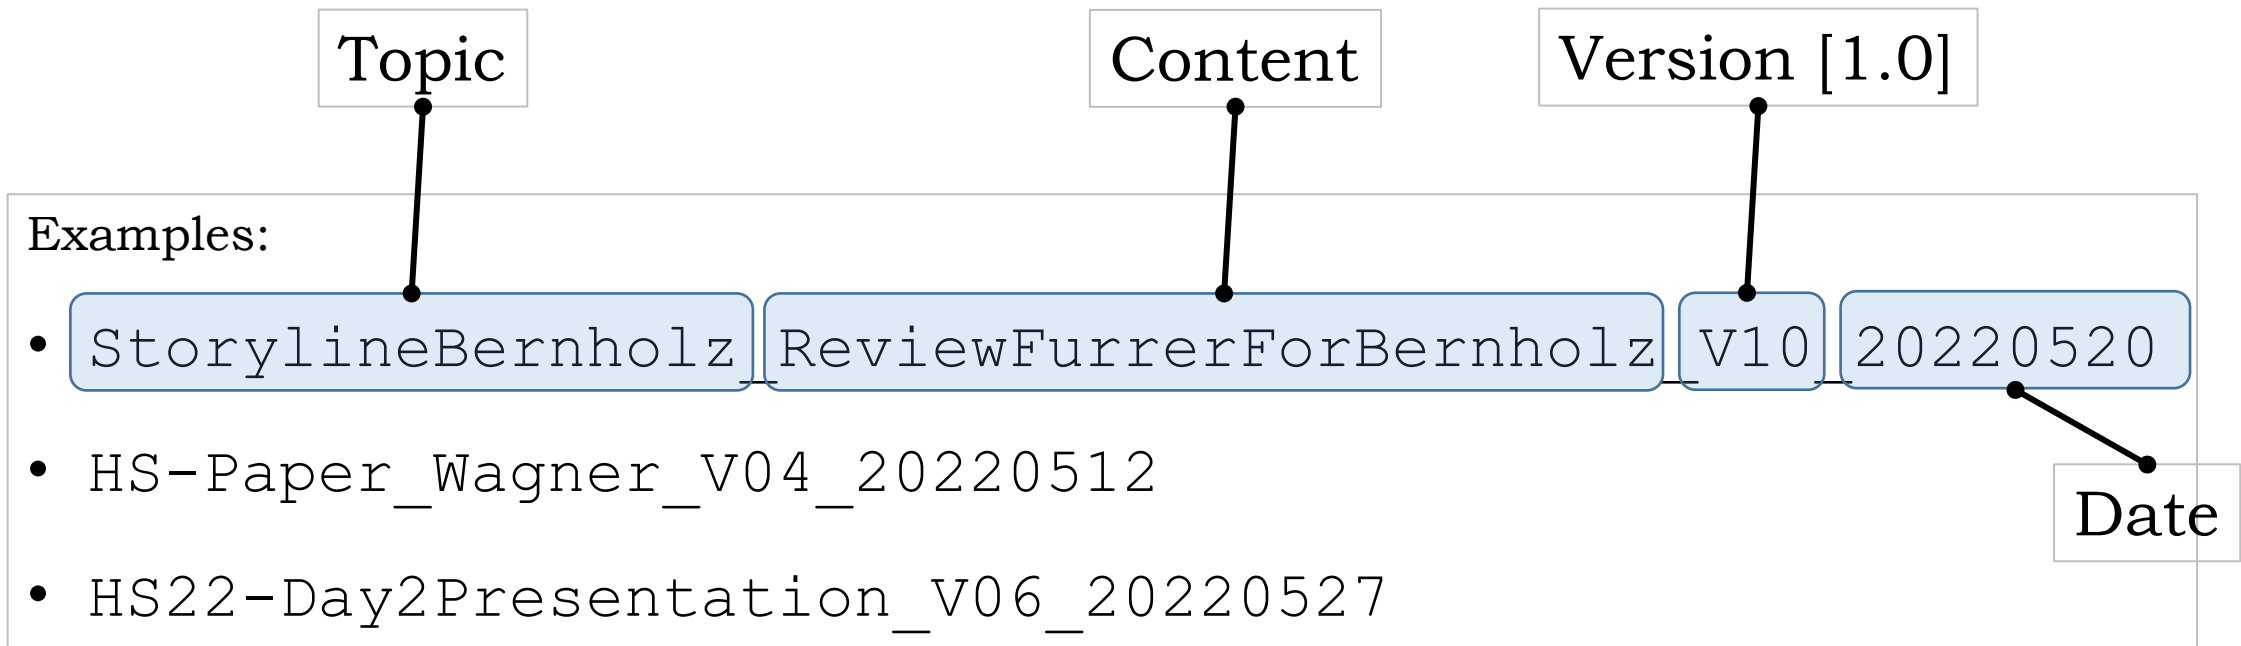 Topic
Content
Version [1.0]
Examples:
• StorylineBernholz_ReviewFurrerForBernholz_V10_20220520
• HS-Paper_Wagner_V04_20220512
Date
• HS22-Day2Presentation_V06_20220527